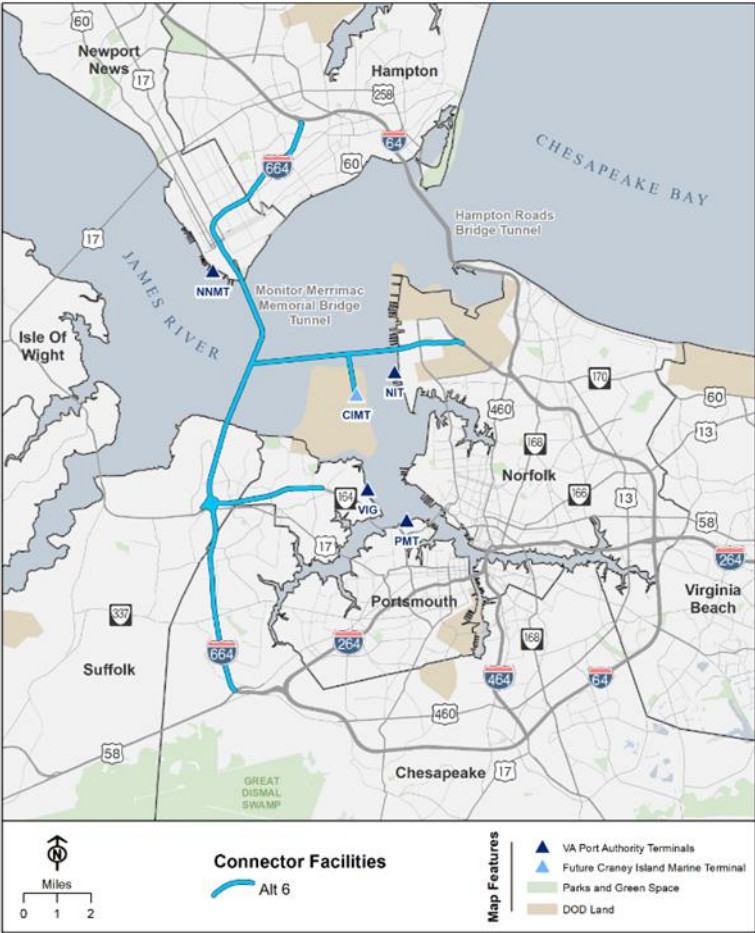 60
Newport
News
17
Hampton
258
64
664
60
CHESAPEAKE BAY
Hampton Roads
Bridge Tunnel
17
JAMES RIVER
NNMT
Monitor Merrimac
Memorial Bridge
Tunnel
Isle Of
Wight
NIT
CIMT
170
460
60
13
168
Norfolk
164
VIG
166
13
58
17
PMT
264
Virginia
Beach
Portsmouth
337
168
664
264
Suffolk
464
64
460
58
Chesapeake
17
GREAT
DISMAL
SWAMP
N
Miles
0 1 2
Connector Facilities
Alt 6
Map Features
VA Port Authority Terminals
Future Craney Island Marine Terminal
Parks and Green Space
DOD Land